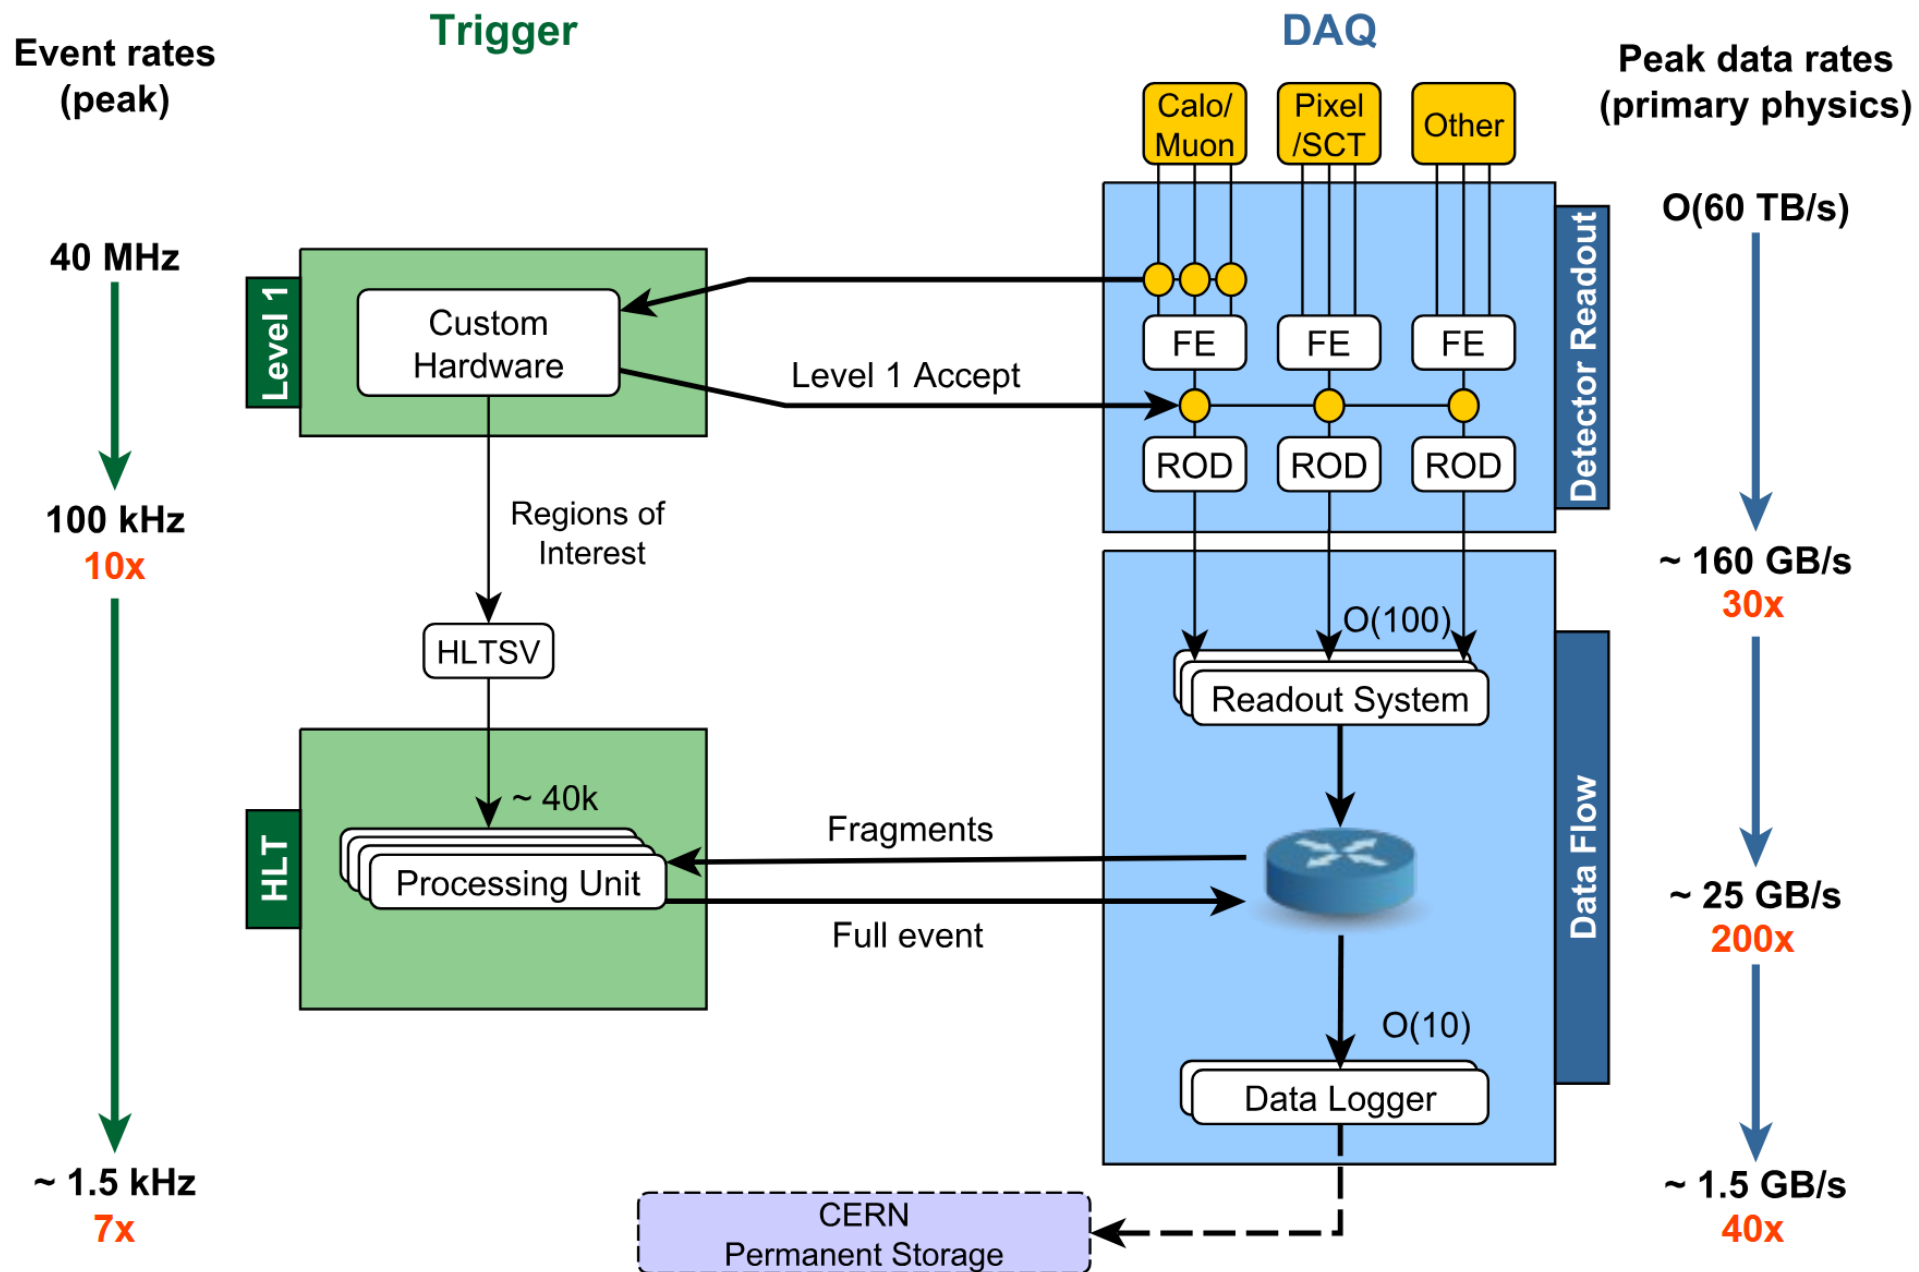 Trigger
DAQ
Event rates
(peak)
Peak data rates
(primary physics)
Calo/
Muon
Pixel
/SCT
Other
O(60 TB/s)
40 MHz
Level 1
Custom
Hardware
FE
FE
FE
Detector Readout
Level 1 Accept
ROD
ROD
ROD
100 kHz
10x
Regions of
Interest
~ 160 GB/s
30x
HLTSV
O(100)
Readout System
HLT
~ 40k
Processing Unit
Fragments
Full event
Data Flow
~ 25 GB/s
200x
O(10)
Data Logger
~ 1.5 kHz
7x
~ 1.5 GB/s
40x
CERN
Permanent Storage